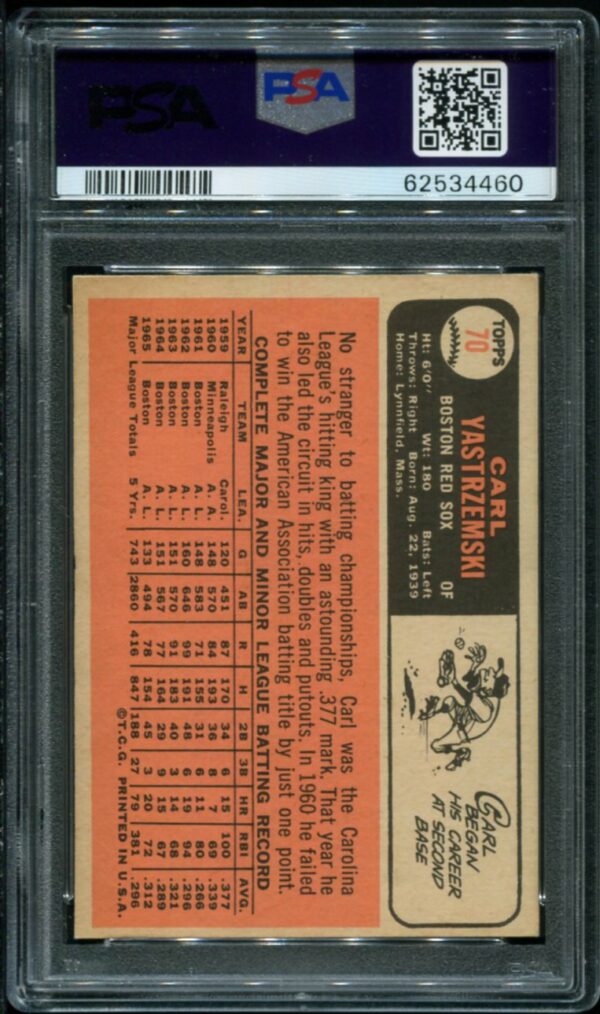 PSA
PSA
62534460
TOPPS
70
CARL
YASTRZEMSKI
BOSTON RED SOX OF
Ht: 6'0" Wt: 180 Bats: Left
Throws: Right Born: Aug. 22, 1939
Home: Lynnfield, Mass.
CARL
BEGAN
HIS CAREER
AT SECOND
BASE
No stranger to batting championships, Carl was the Carolina
League's hitting king with an astounding .377 mark. That year he
also led the circuit in hits, doubles and putouts. In 1960 he failed
to win the American Association batting title by just one point.
COMPLETE MAJOR AND MINOR LEAGUE BATTING RECORD
YEAR TEAM LEA. G AB R H 2B 3B HR RBI AVG.
1959 Raleigh Carol. 120 451 87 170 34 6 15 100 .377
1960 Minneapolis A. A. 148 570 84 193 36 8 7 69 .339
1961 Boston A. L. 148 583 71 155 31 6 11 80 .266
1962 Boston A. L. 160 646 99 191 48 6 19 94 .296
1963 Boston A. L. 151 570 91 183 40 3 14 68 .321
1964 Boston A. L. 151 567 77 164 29 9 15 67 .289
1965 Boston A. L. 133 494 78 154 45 3 20 72 .312
Major League Totals 5 Yrs. 743 2860 416 847 188 27 79 381 .296
©T.C.G. PRINTED IN U.S.A.
PSA